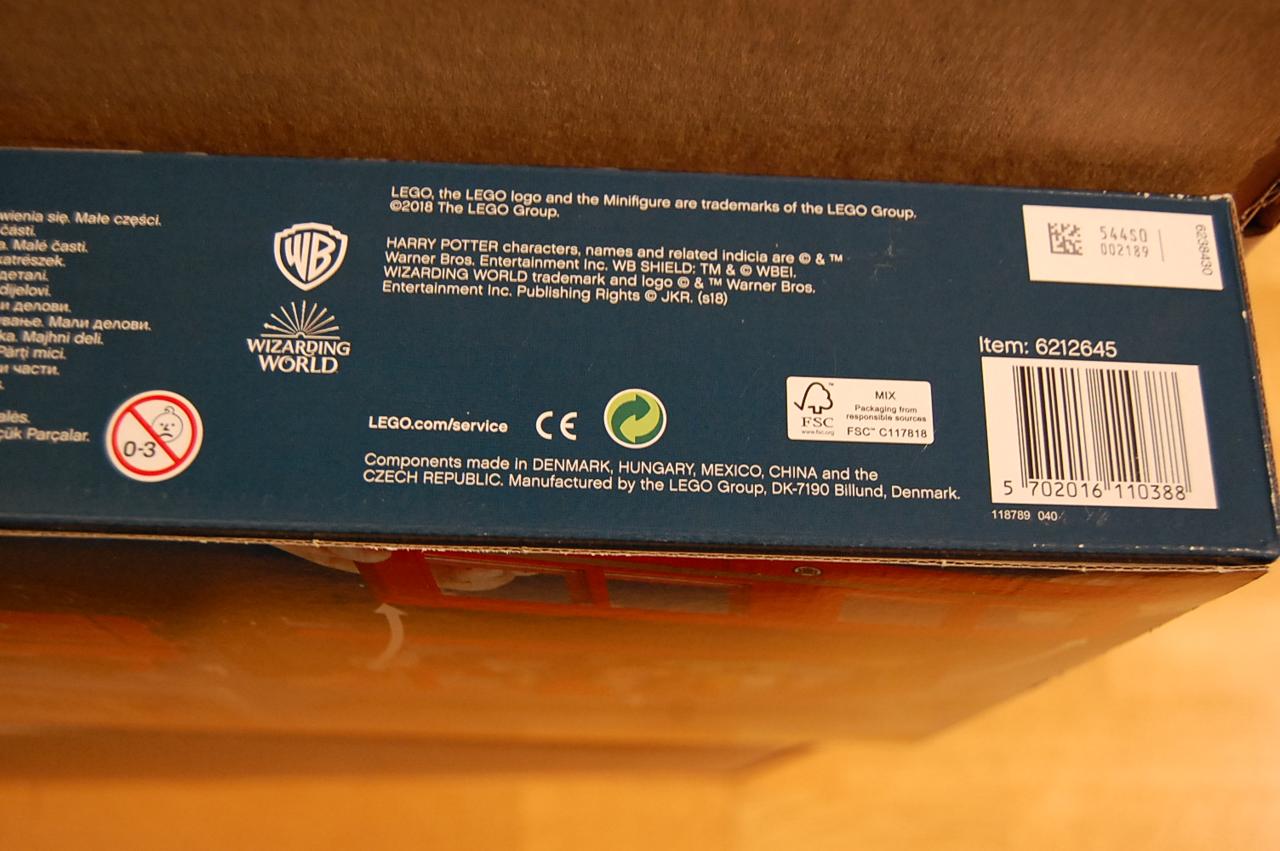 wienia się. Małe części.
části.
a. Malé časti.
atrészek.
детали.
dijelovi.
и делови.
ување. Мали делови.
ka. Majhni deli.
Părți mici.
и части.
alės.
çük Parçalar.
0-3
WB
WIZARDING
WORLD
LEGO, the LEGO logo and the Minifigure are trademarks of the LEGO Group.
©2018 The LEGO Group.
HARRY POTTER characters, names and related indicia are © & ™
Warner Bros. Entertainment Inc. WB SHIELD: TM & © WBEI.
WIZARDING WORLD trademark and logo © & ™ Warner Bros.
Entertainment Inc. Publishing Rights © JKR. (s18)
LEGO.com/service
CE
FSC
www.fsc.org
MIX
Packaging from
responsible sources
FSC™ C117818
Components made in DENMARK, HUNGARY, MEXICO, CHINA and the
CZECH REPUBLIC. Manufactured by the LEGO Group, DK-7190 Billund, Denmark.
544S0
002189
6238430
Item: 6212645
5 702016 110388
118789 040